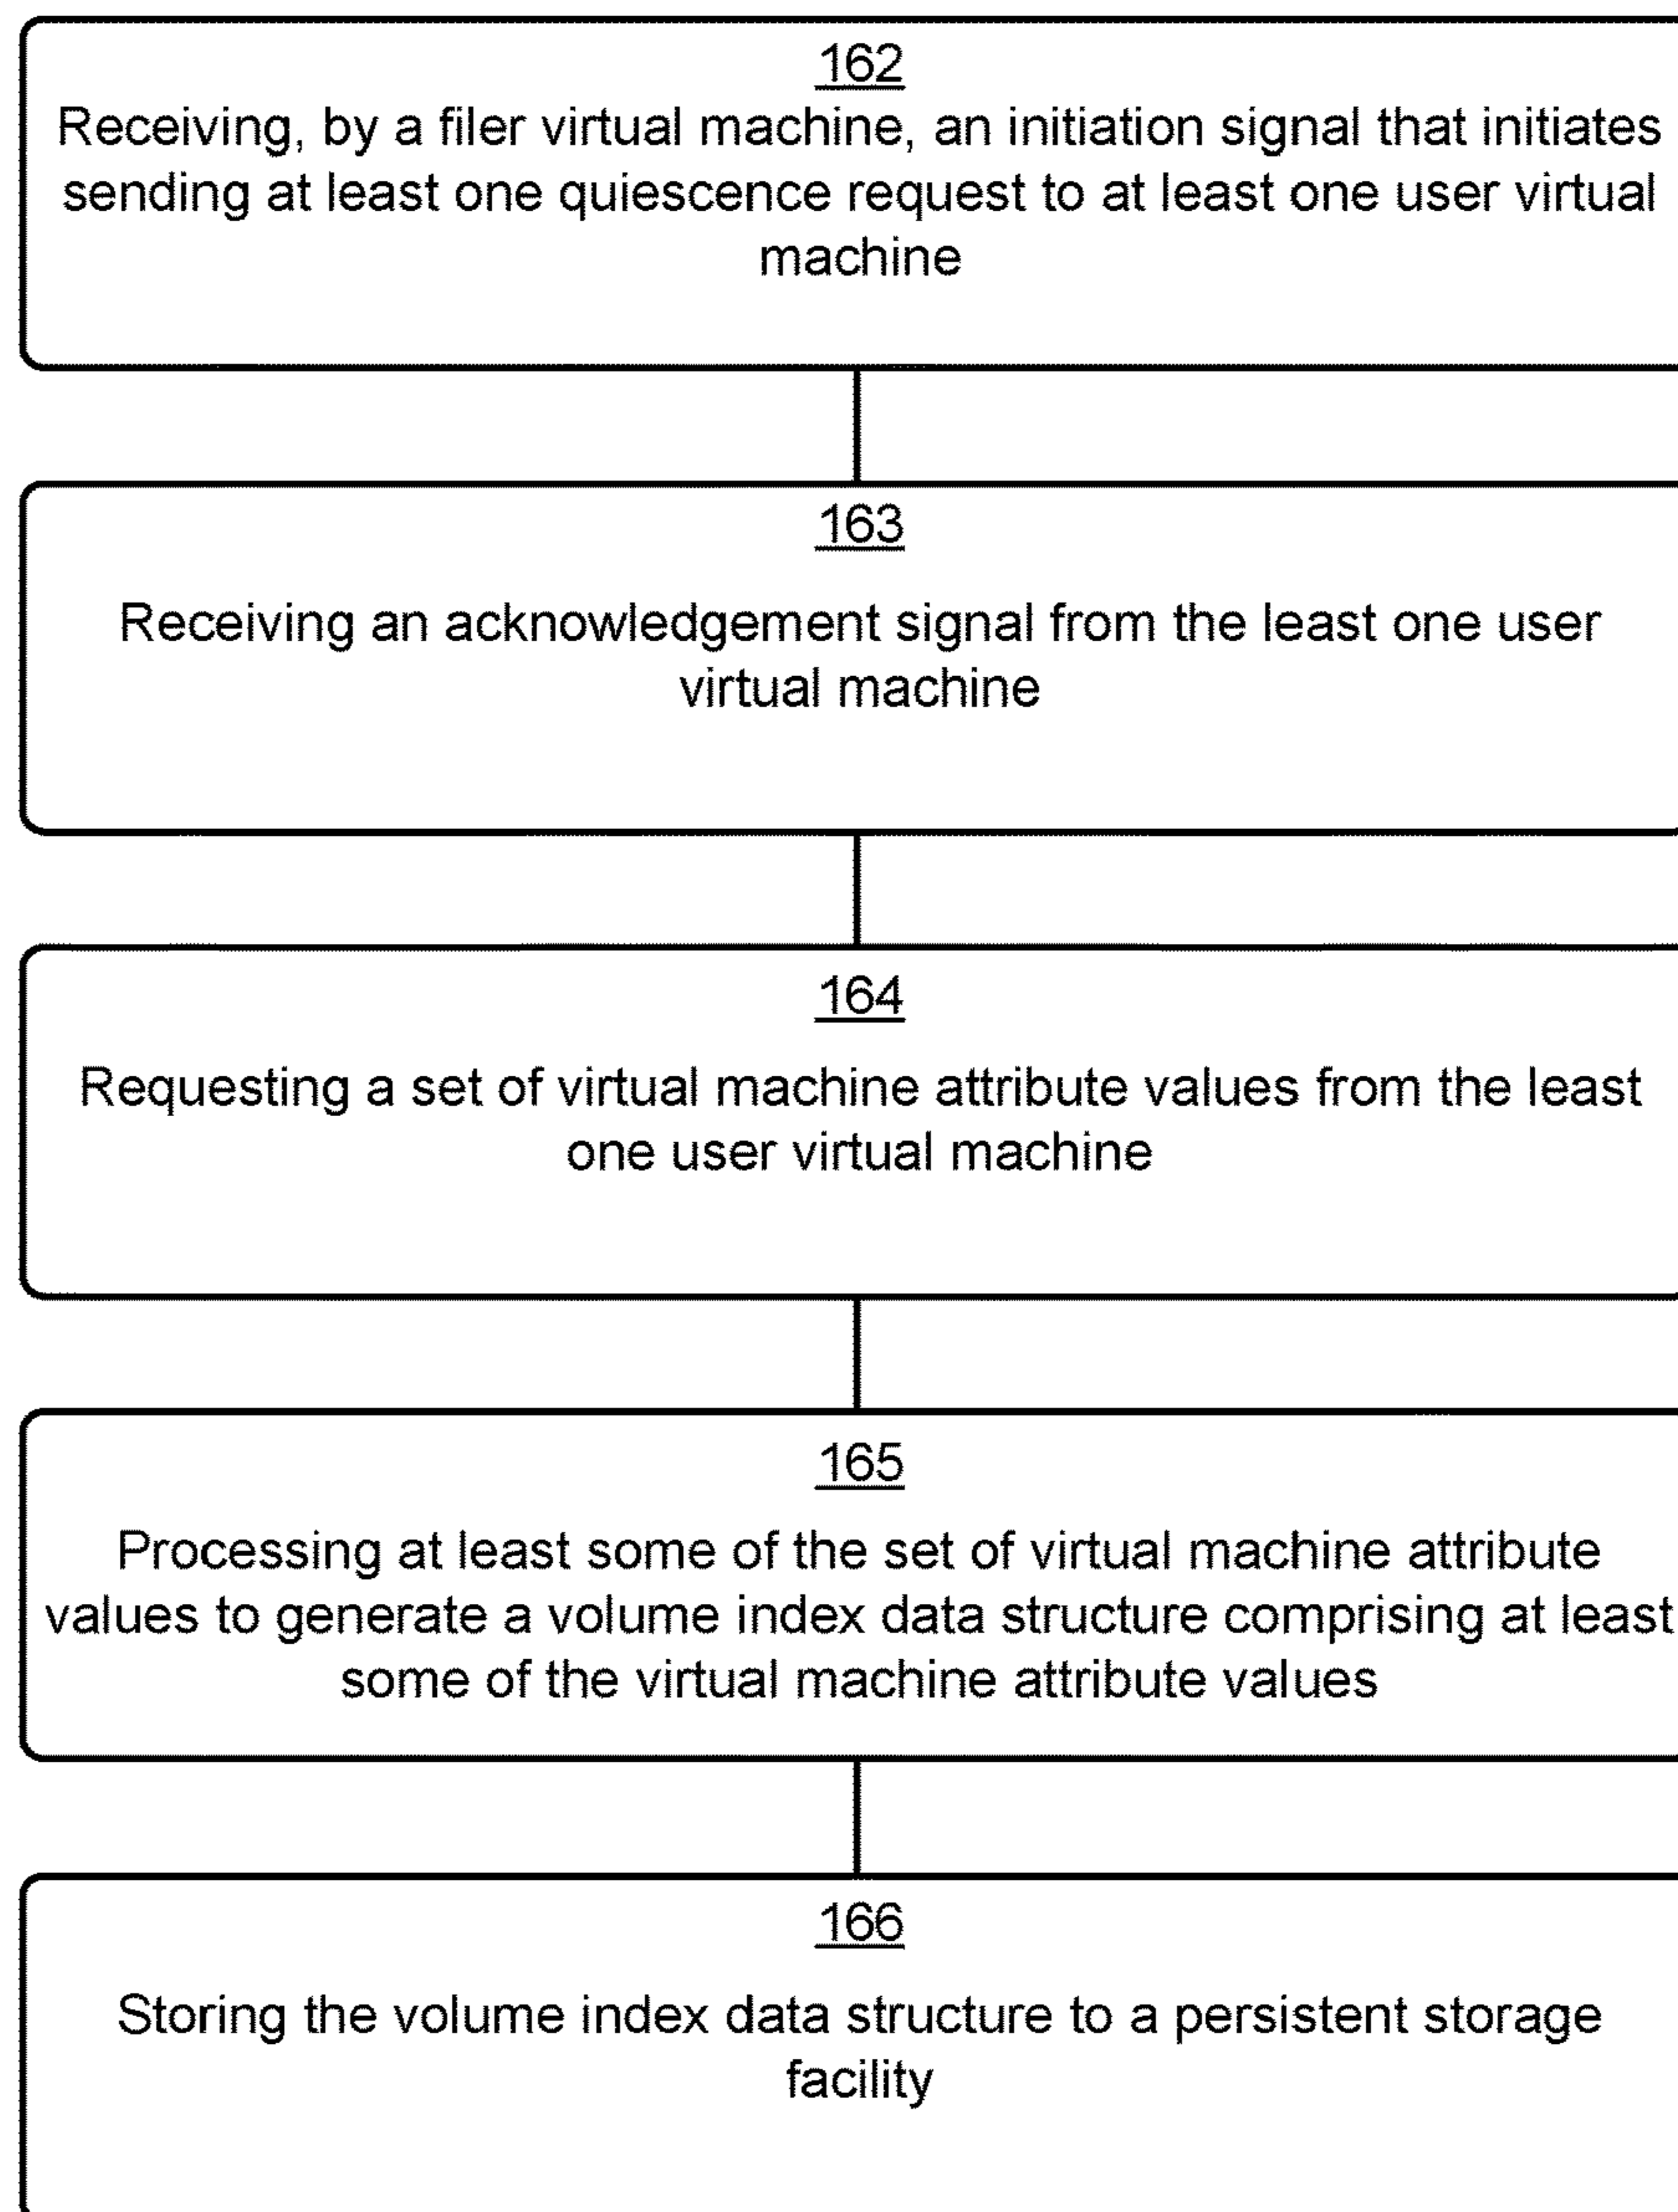 162
Receiving, by a filer virtual machine, an initiation signal that initiates
sending at least one quiescence request to at least one user virtual
machine
163
Receiving an acknowledgement signal from the least one user
virtual machine
164
Requesting a set of virtual machine attribute values from the least
one user virtual machine
165
Processing at least some of the set of virtual machine attribute
values to generate a volume index data structure comprising at least
some of the virtual machine attribute values
166
Storing the volume index data structure to a persistent storage
facility